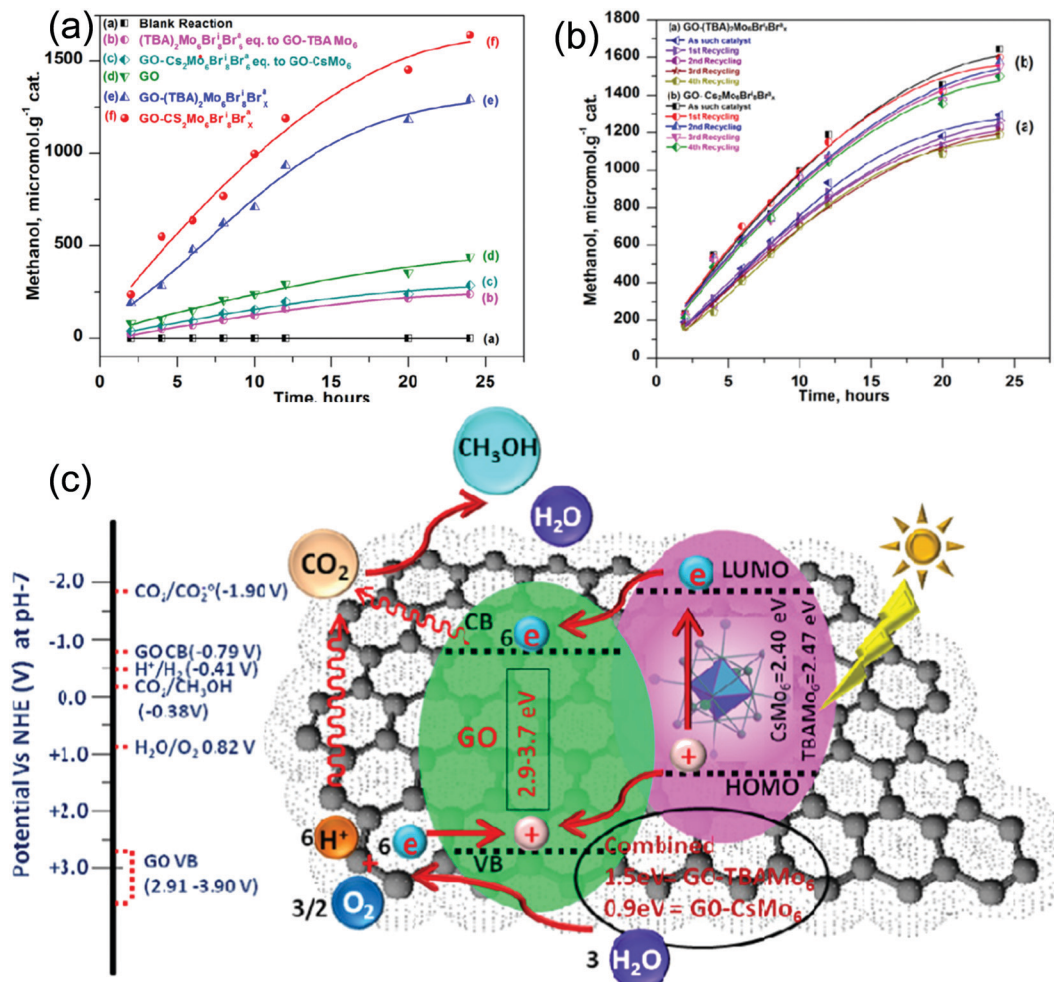 (a)
(a) Blank Reaction
(b) (TBA)₂Mo₆Brⁱ₈Brᵃ₆ eq. to GO-TBAMo₆
(c) GO-Cs₂Mo₆Brⁱ₈Brᵃ₆ eq. to GO-CsMo₆
(d) GO
(e) GO-(TBA)₂Mo₆Brⁱ₈Brᵃₓ
(f) GO-CS₂Mo₆Brⁱ₈Brᵃₓ
(f)
(e)
(d)
(c)
(b)
(a)
Methanol, micromol.g⁻¹ cat.
1500
1000
500
0
0 5 10 15 20 25
Time, hours
(b)
(a) GO-(TBA)₂Mo₆Brⁱ₈Brᵃₓ
As such catalyst
1st Recycling
2nd Recycling
3rd Recycling
4th Recycling
(b) GO- Cs₂Mo₆Brⁱ₈Brᵃₓ
As such catalyst
1st Recycling
2nd Recycling
3rd Recycling
4th Recycling
(b)
(a)
Methanol, micromol.g⁻¹ cat.
1800
1600
1400
1200
1000
800
600
400
200
0
0 5 10 15 20 25
Time, hours
(c)
CH₃OH
H₂O
CO₂
Potential Vs NHE (V) at pH-7
-2.0
-1.0
0.0
+1.0
+2.0
+3.0
CO₂/CO₂⁻⁰ (-1.90 V)
GO CB (-0.79 V)
H⁺/H₂ (-0.41 V)
CO₂/CH₃OH
(-0.38V)
H₂O/O₂ 0.82 V
GO VB
(2.91 -3.90 V)
LUMO
e
CB
6 e
GO
2.9-3.7 eV
CsMo₆=2.40 eV
TBAMo₆=2.47 eV
+
HOMO
6 H⁺
6 e
+
+
VB
3/2 O₂
Combined
1.5eV= GC-TBAMo₆
0.9eV = GO-CsMo₆
3 H₂O